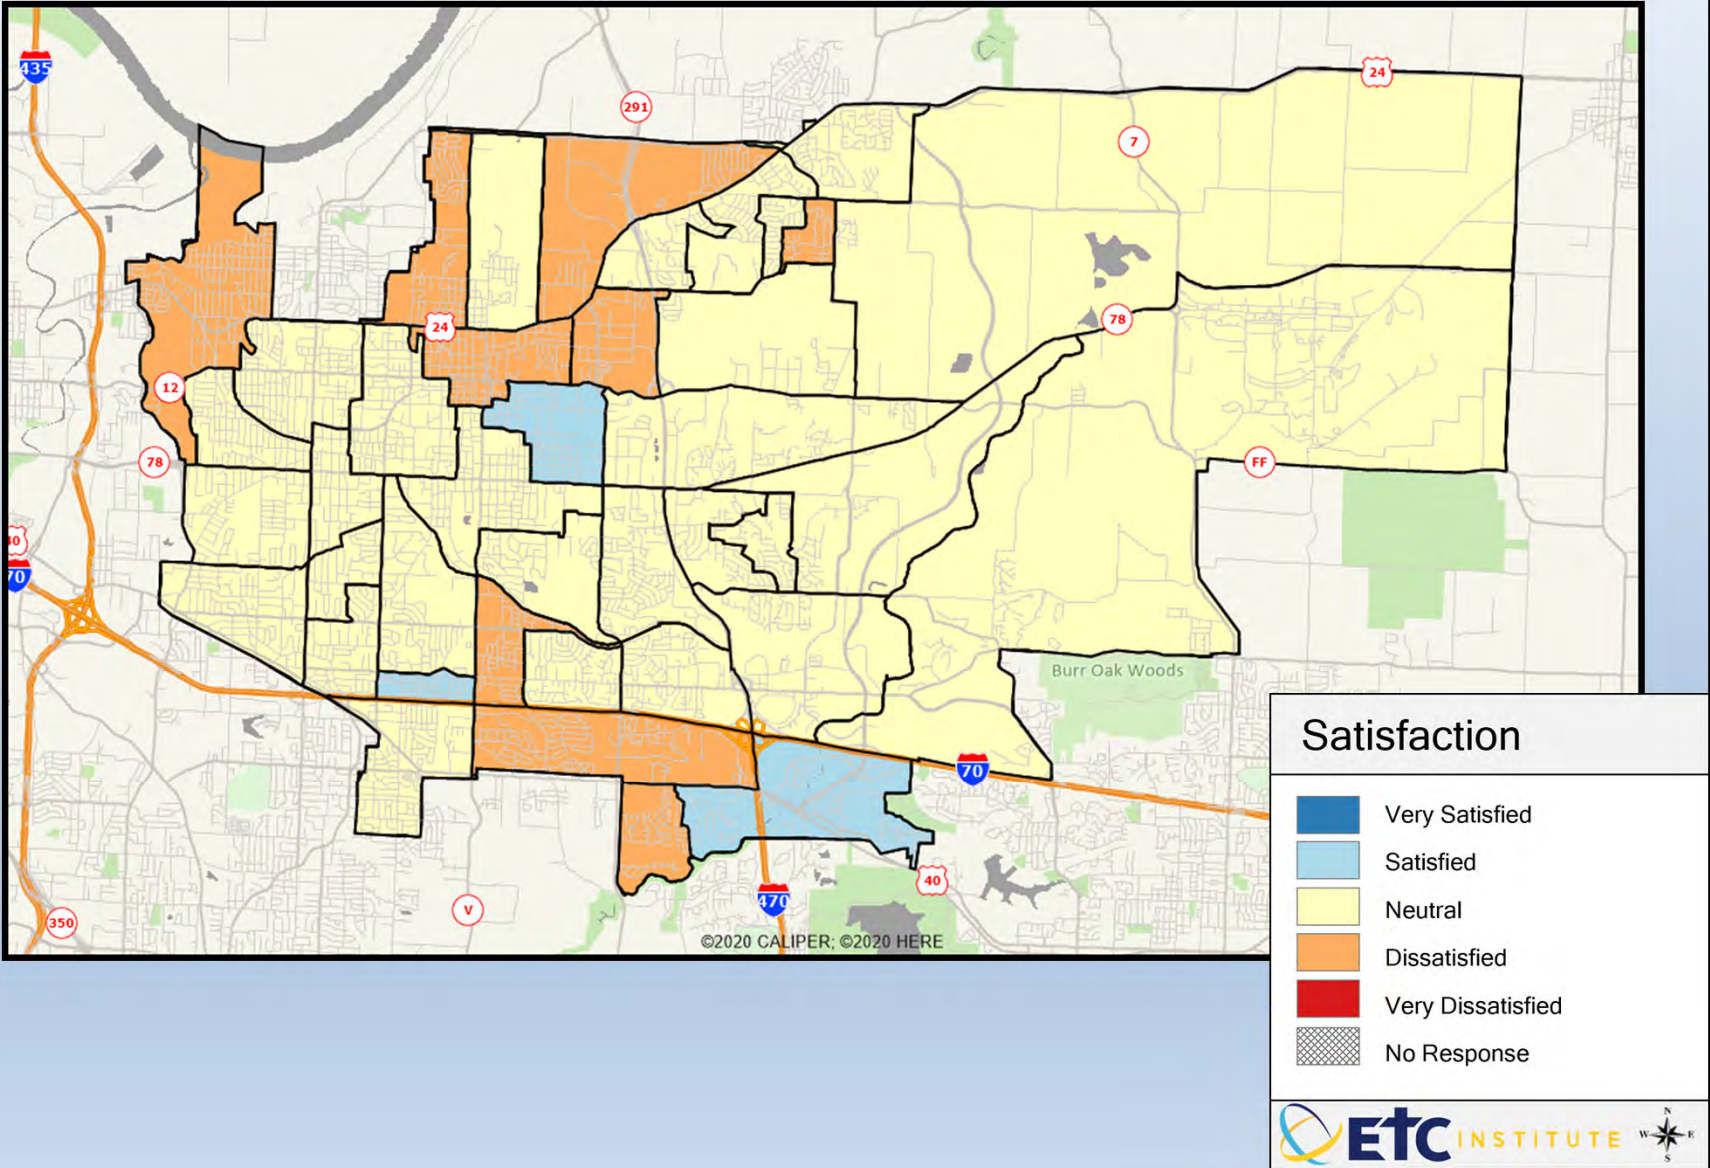 435
291
24
7
24
78
12
78
FF
40
70
Burr Oak Woods
70
40
470
V
350
©2020 CALIPER; ©2020 HERE
Satisfaction
Very Satisfied
Satisfied
Neutral
Dissatisfied
Very Dissatisfied
No Response
ETC INSTITUTE
N
W E
S